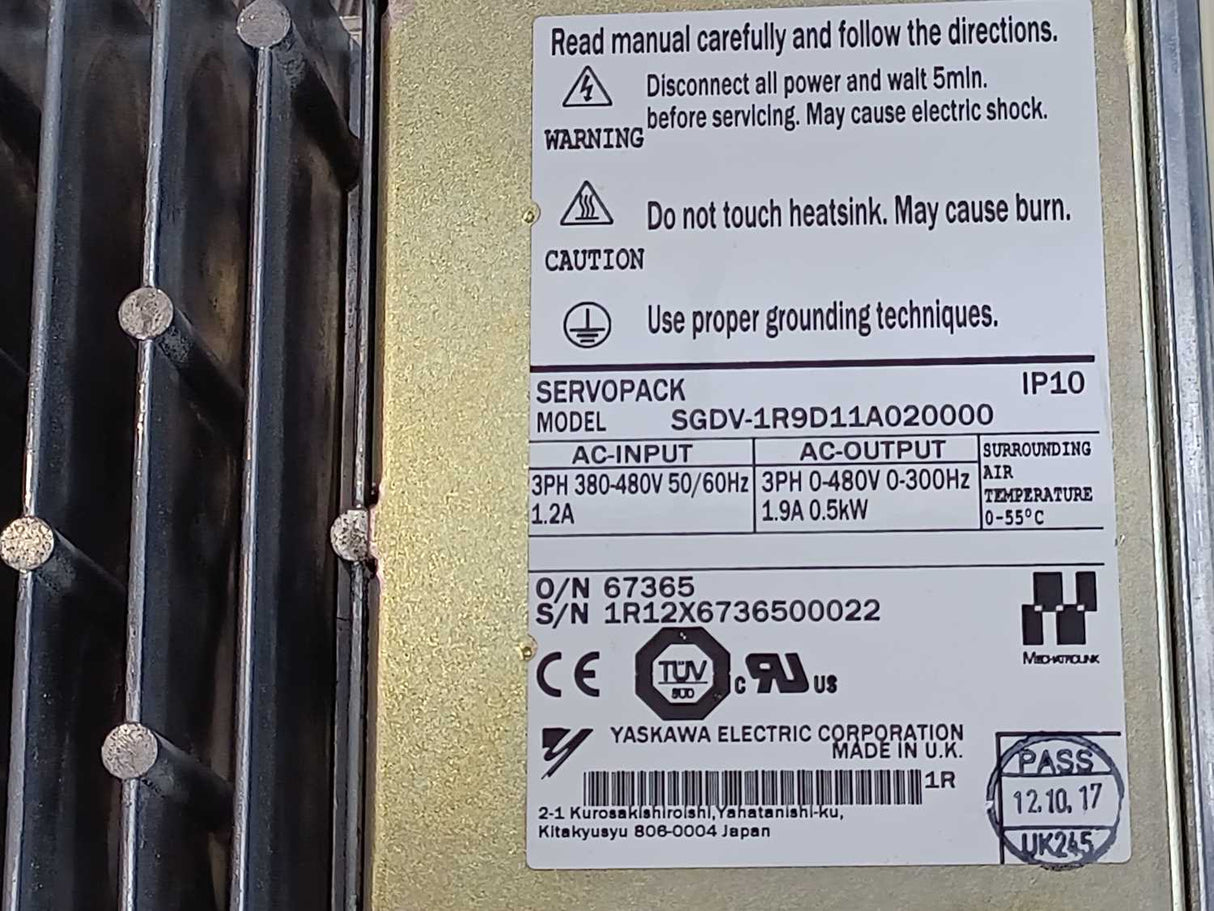 Read manual carefully and follow the directions.
Disconnect all power and wait 5min.
before servicing. May cause electric shock.
WARNING
Do not touch heatsink. May cause burn.
CAUTION
Use proper grounding techniques.
SERVOPACK IP10
MODEL SGDV-1R9D11A020000
AC-INPUT AC-OUTPUT SURROUNDING
AIR
TEMPERATURE
0-55°C
3PH 380-480V 50/60Hz
1.2A
3PH 0-480V 0-300Hz
1.9A 0.5kW
O/N 67365
S/N 1R12X6736500022
MECHATROLINK
CE TÜV SÜD c RU US
YASKAWA ELECTRIC CORPORATION
MADE IN U.K.
1R
2-1 Kurosakishiroishi,Yahatanishi-ku,
Kitakyusyu 806-0004 Japan
PASS
12.10.17
UK245